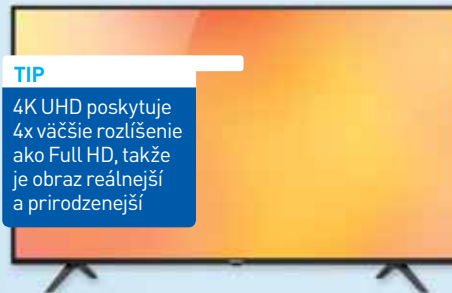 TIP
4K UHD poskytuje
4x väčšie rozlíšenie
ako Full HD, takže
je obraz reálnejší
a prirodzenejší